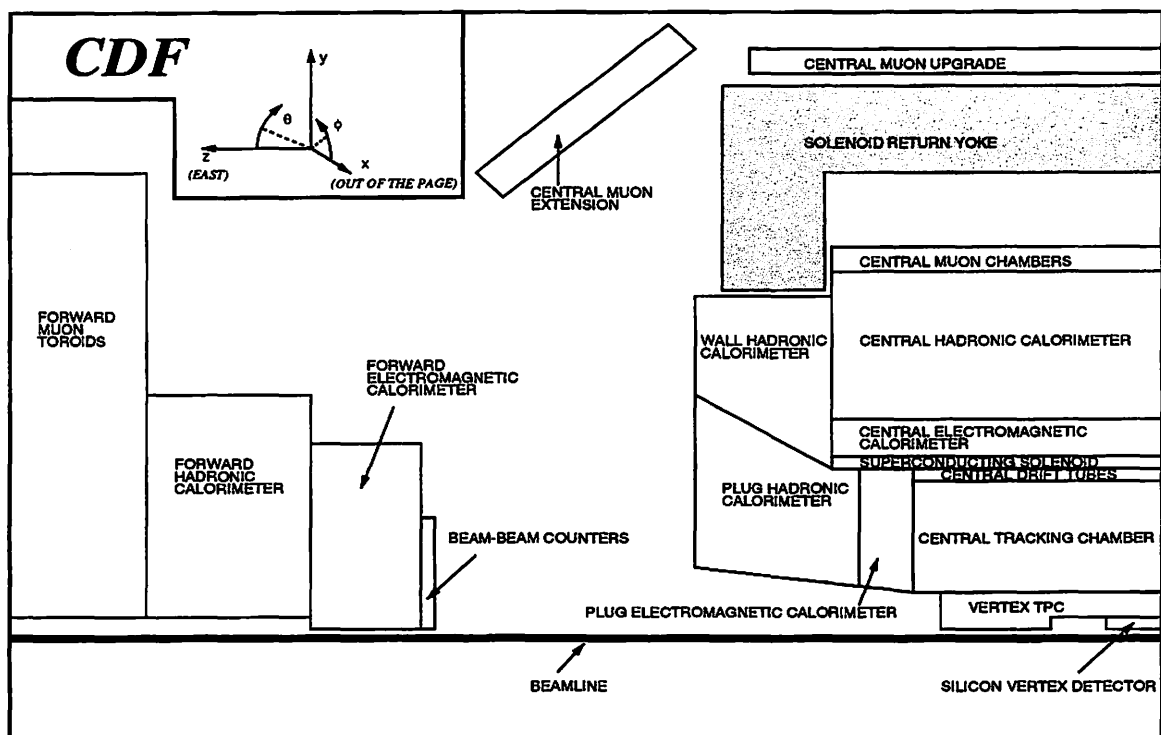 CDF
y
θ
φ
z
x
(EAST)
(OUT OF THE PAGE)
CENTRAL MUON
EXTENSION
CENTRAL MUON UPGRADE
SOLENOID RETURN YOKE
CENTRAL MUON CHAMBERS
FORWARD
MUON
TOROIDS
WALL HADRONIC
CALORIMETER
CENTRAL HADRONIC CALORIMETER
FORWARD
ELECTROMAGNETIC
CALORIMETER
CENTRAL ELECTROMAGNETIC
CALORIMETER
SUPERCONDUCTING SOLENOID
CENTRAL DRIFT TUBES
FORWARD
HADRONIC
CALORIMETER
PLUG HADRONIC
CALORIMETER
BEAM-BEAM COUNTERS
CENTRAL TRACKING CHAMBER
PLUG ELECTROMAGNETIC CALORIMETER
VERTEX TPC
BEAMLINE
SILICON VERTEX DETECTOR